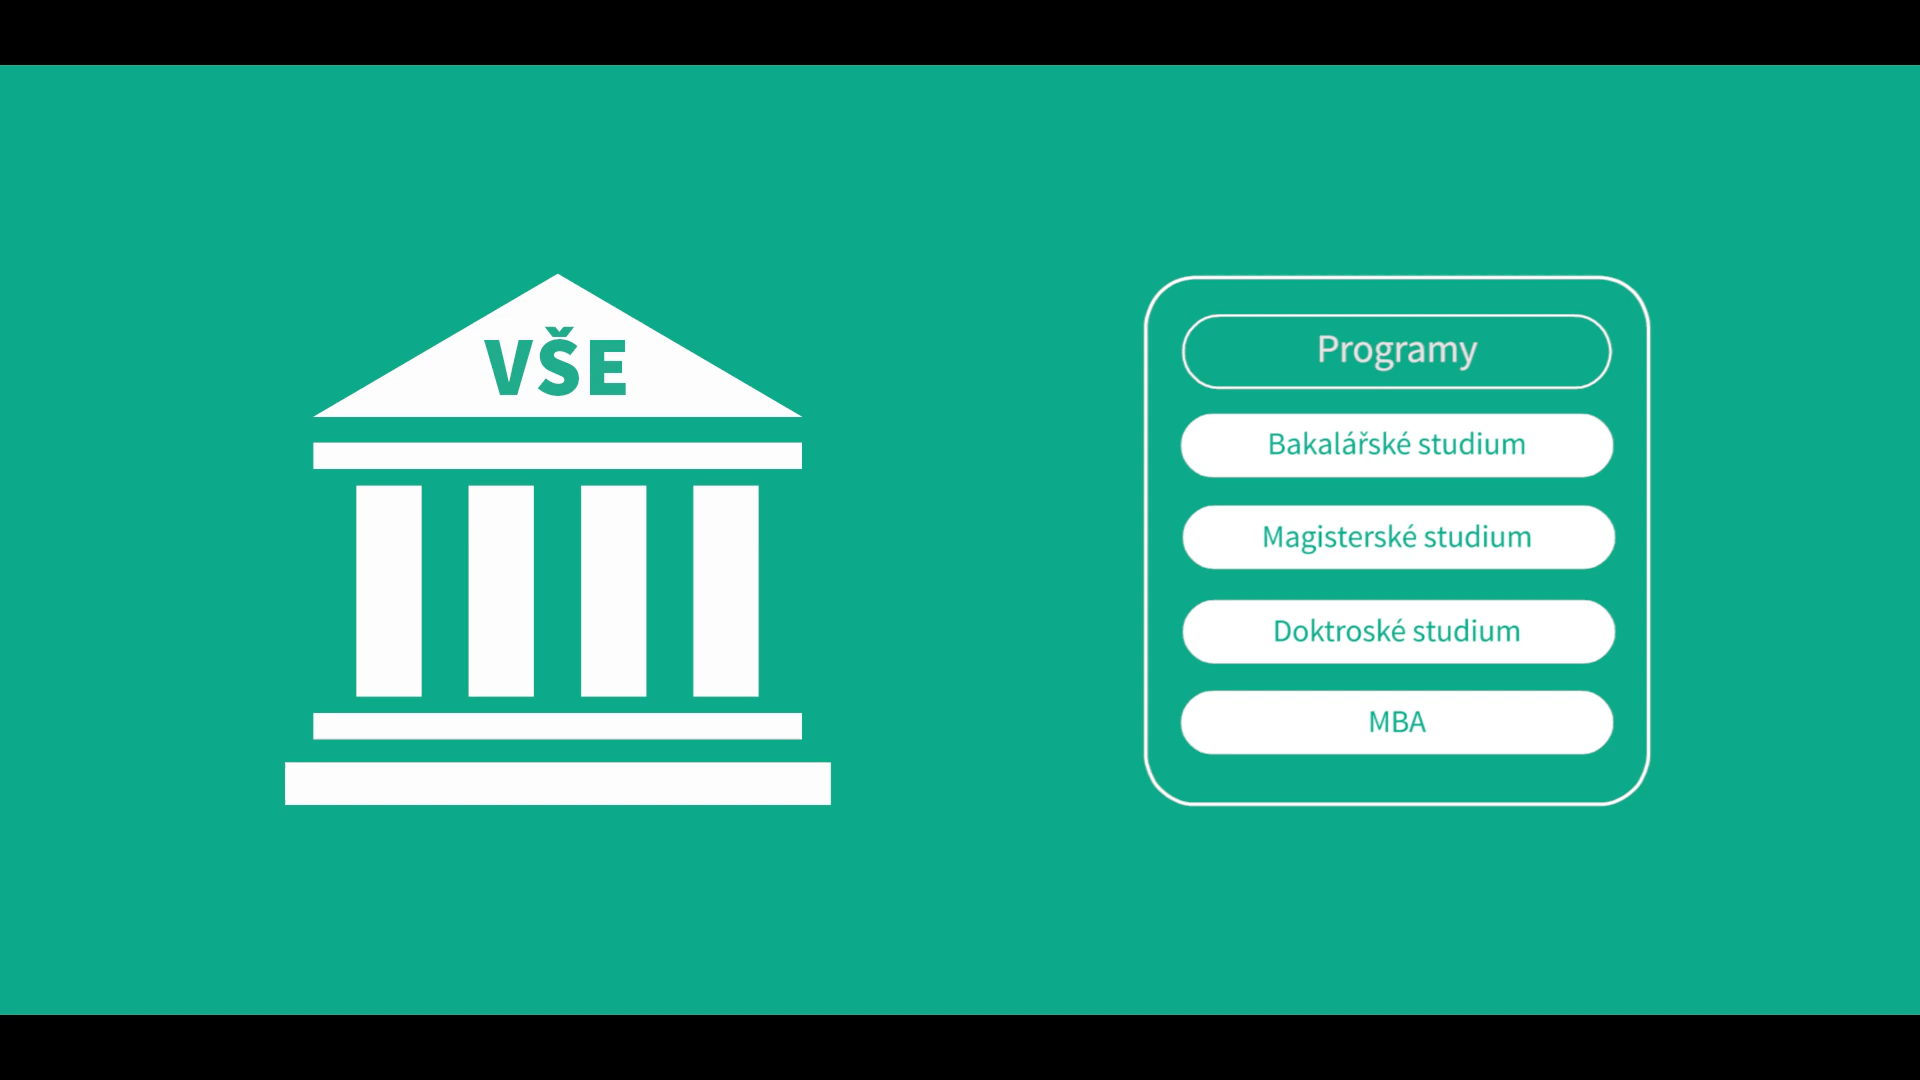 VŠE
Programy
Bakalářské studium
Magisterské studium
Doktroské studium
MBA